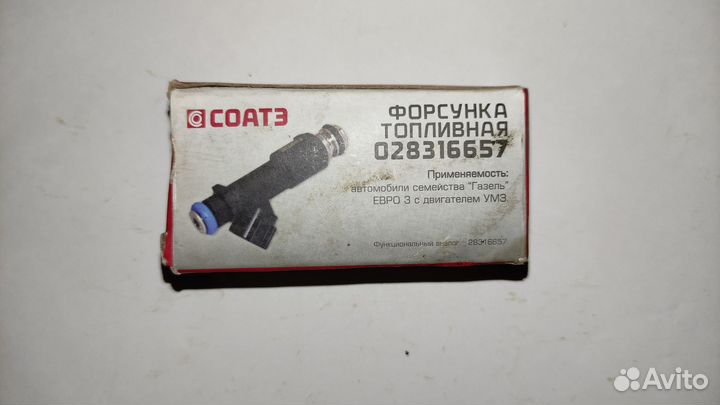 СОАТЭ
ФОРСУНКА
ТОПЛИВНАЯ
028316657
Применяемость:
автомобили семейства "Газель"
ЕВРО 3 с двигателем УМЗ.
Функциональный аналог - 28316657
Avito